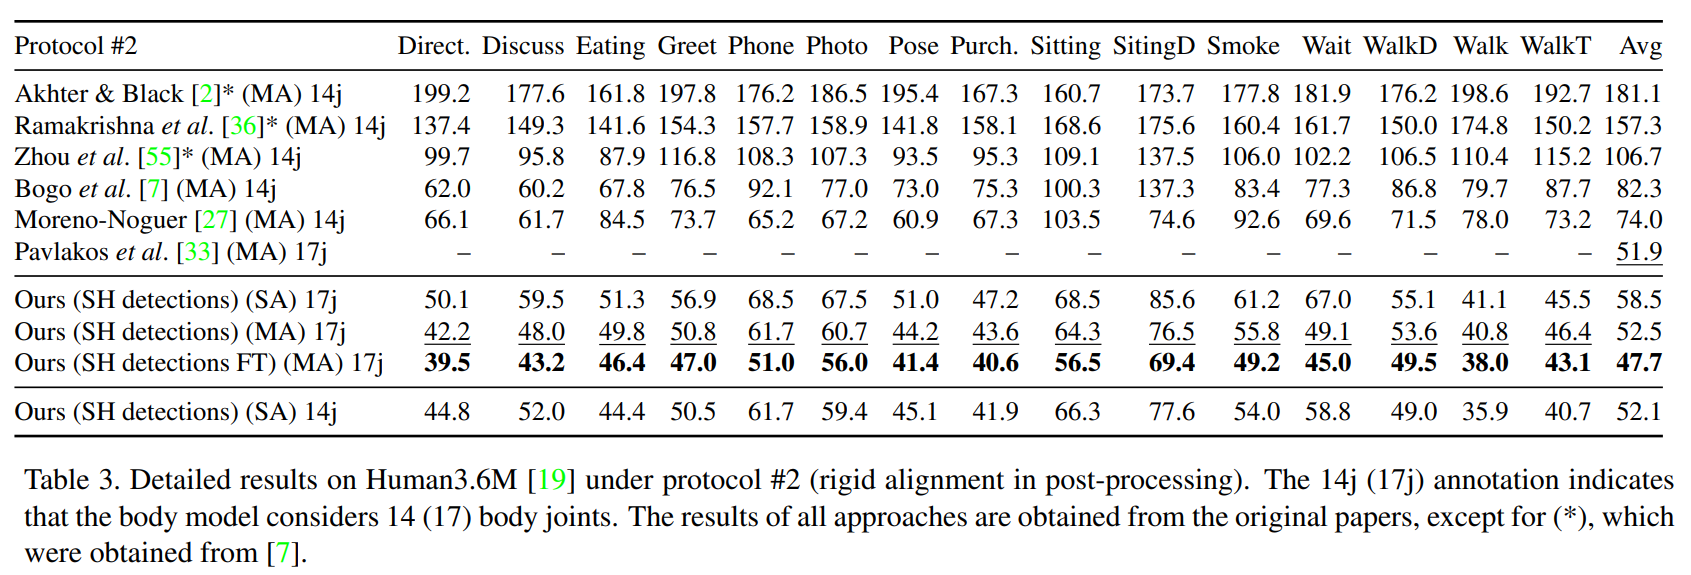 Protocol #2 Direct. Discuss Eating Greet Phone Photo Pose Purch. Sitting SitingD Smoke Wait WalkD Walk WalkT Avg
Akhter & Black [2]* (MA) 14j 199.2 177.6 161.8 197.8 176.2 186.5 195.4 167.3 160.7 173.7 177.8 181.9 176.2 198.6 192.7 181.1
Ramakrishna et al. [36]* (MA) 14j 137.4 149.3 141.6 154.3 157.7 158.9 141.8 158.1 168.6 175.6 160.4 161.7 150.0 174.8 150.2 157.3
Zhou et al. [55]* (MA) 14j 99.7 95.8 87.9 116.8 108.3 107.3 93.5 95.3 109.1 137.5 106.0 102.2 106.5 110.4 115.2 106.7
Bogo et al. [7] (MA) 14j 62.0 60.2 67.8 76.5 92.1 77.0 73.0 75.3 100.3 137.3 83.4 77.3 86.8 79.7 87.7 82.3
Moreno-Noguer [27] (MA) 14j 66.1 61.7 84.5 73.7 65.2 67.2 60.9 67.3 103.5 74.6 92.6 69.6 71.5 78.0 73.2 74.0
Pavlakos et al. [33] (MA) 17j – – – – – – – – – – – – – – – 51.9
Ours (SH detections) (SA) 17j 50.1 59.5 51.3 56.9 68.5 67.5 51.0 47.2 68.5 85.6 61.2 67.0 55.1 41.1 45.5 58.5
Ours (SH detections) (MA) 17j 42.2 48.0 49.8 50.8 61.7 60.7 44.2 43.6 64.3 76.5 55.8 49.1 53.6 40.8 46.4 52.5
Ours (SH detections FT) (MA) 17j 39.5 43.2 46.4 47.0 51.0 56.0 41.4 40.6 56.5 69.4 49.2 45.0 49.5 38.0 43.1 47.7
Ours (SH detections) (SA) 14j 44.8 52.0 44.4 50.5 61.7 59.4 45.1 41.9 66.3 77.6 54.0 58.8 49.0 35.9 40.7 52.1
Table 3. Detailed results on Human3.6M [19] under protocol #2 (rigid alignment in post-processing). The 14j (17j) annotation indicates
that the body model considers 14 (17) body joints. The results of all approaches are obtained from the original papers, except for (*), which
were obtained from [7].